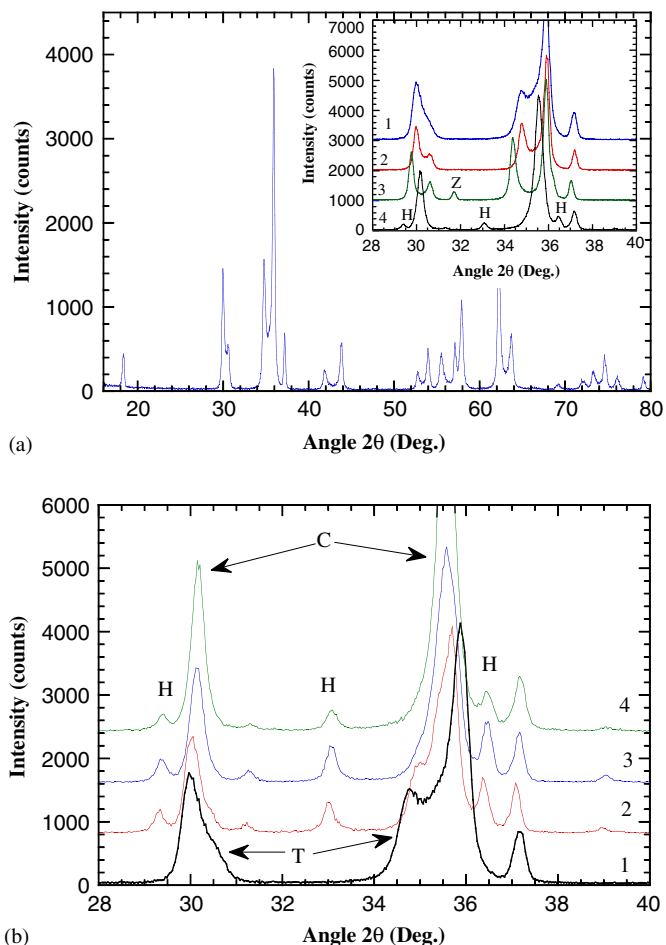 4000
3000
2000
1000
0
Intensity (counts)
20 30 40 50 60 70 80
Angle 2θ (Deg.)
(a)
7000
6000
5000
4000
3000
2000
1000
0
Intensity (counts)
1
2
3
4
H
Z
H
H
28 30 32 34 36 38 40
Angle 2θ (Deg.)
6000
5000
4000
3000
2000
1000
0
Intensity (counts)
C
H
H
H
4
3
2
1
T
28 30 32 34 36 38 40
Angle 2θ (Deg.)
(b)